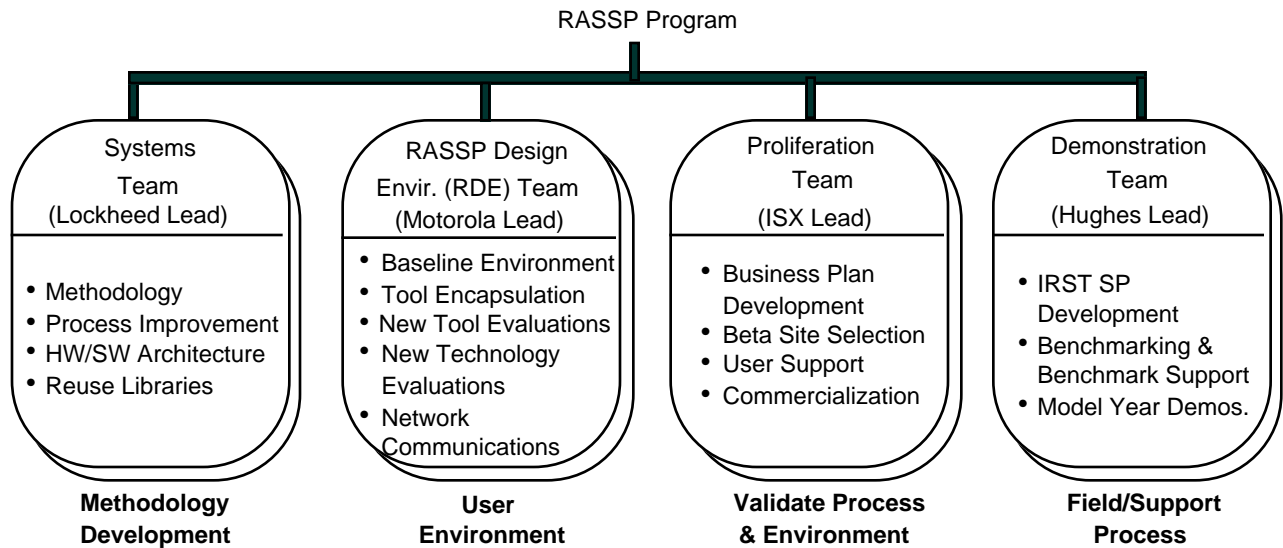 RASSP Program
Systems
Team
(Lockheed Lead)
• Methodology
• Process Improvement
• HW/SW Architecture
• Reuse Libraries
Methodology
Development
RASSP Design
Envir. (RDE) Team
(Motorola Lead)
• Baseline Environment
• Tool Encapsulation
• New Tool Evaluations
• New Technology
Evaluations
• Network
Communications
User
Environment
Proliferation
Team
(ISX Lead)
• Business Plan
Development
• Beta Site Selection
• User Support
• Commercialization
Validate Process
& Environment
Demonstration
Team
(Hughes Lead)
• IRST SP
Development
• Benchmarking &
Benchmark Support
• Model Year Demos.
Field/Support
Process